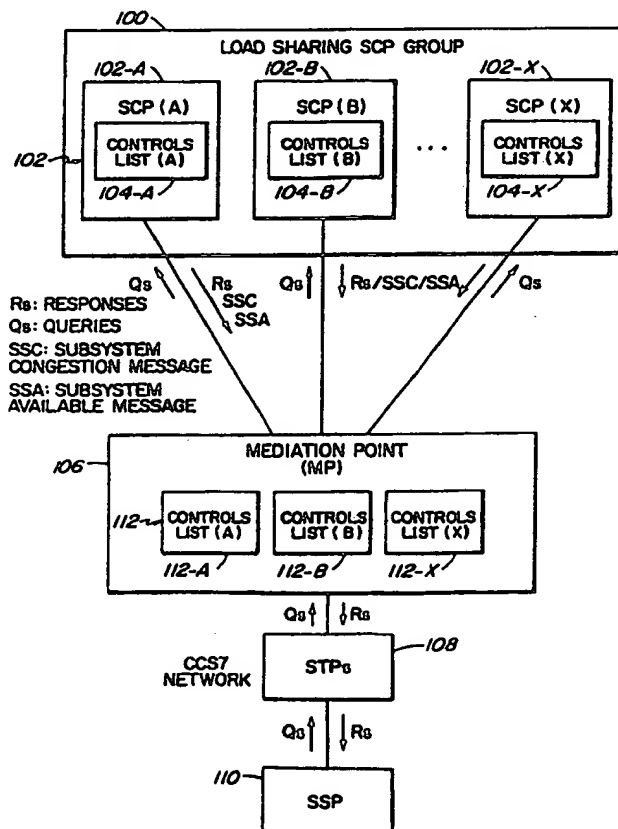 100
LOAD SHARING SCP GROUP
102-A
102-B
102-X
SCP (A)
SCP (B)
SCP (X)
102
CONTROLS
LIST (A)
CONTROLS
LIST (B)
...
CONTROLS
LIST (X)
104-A
104-B
104-X
Qs
Rs
SSC
SSA
Qs
Rs/SSC/SSA
Qs
Rs: RESPONSES
Qs: QUERIES
SSC: SUBSYSTEM
CONGESTION MESSAGE
SSA: SUBSYSTEM
AVAILABLE MESSAGE
106
MEDIATION POINT
(MP)
112
CONTROLS
LIST (A)
CONTROLS
LIST (B)
CONTROLS
LIST (X)
112-A
112-B
112-X
Qs
Rs
CCS7
NETWORK
STPs
108
Qs
Rs
110
SSP